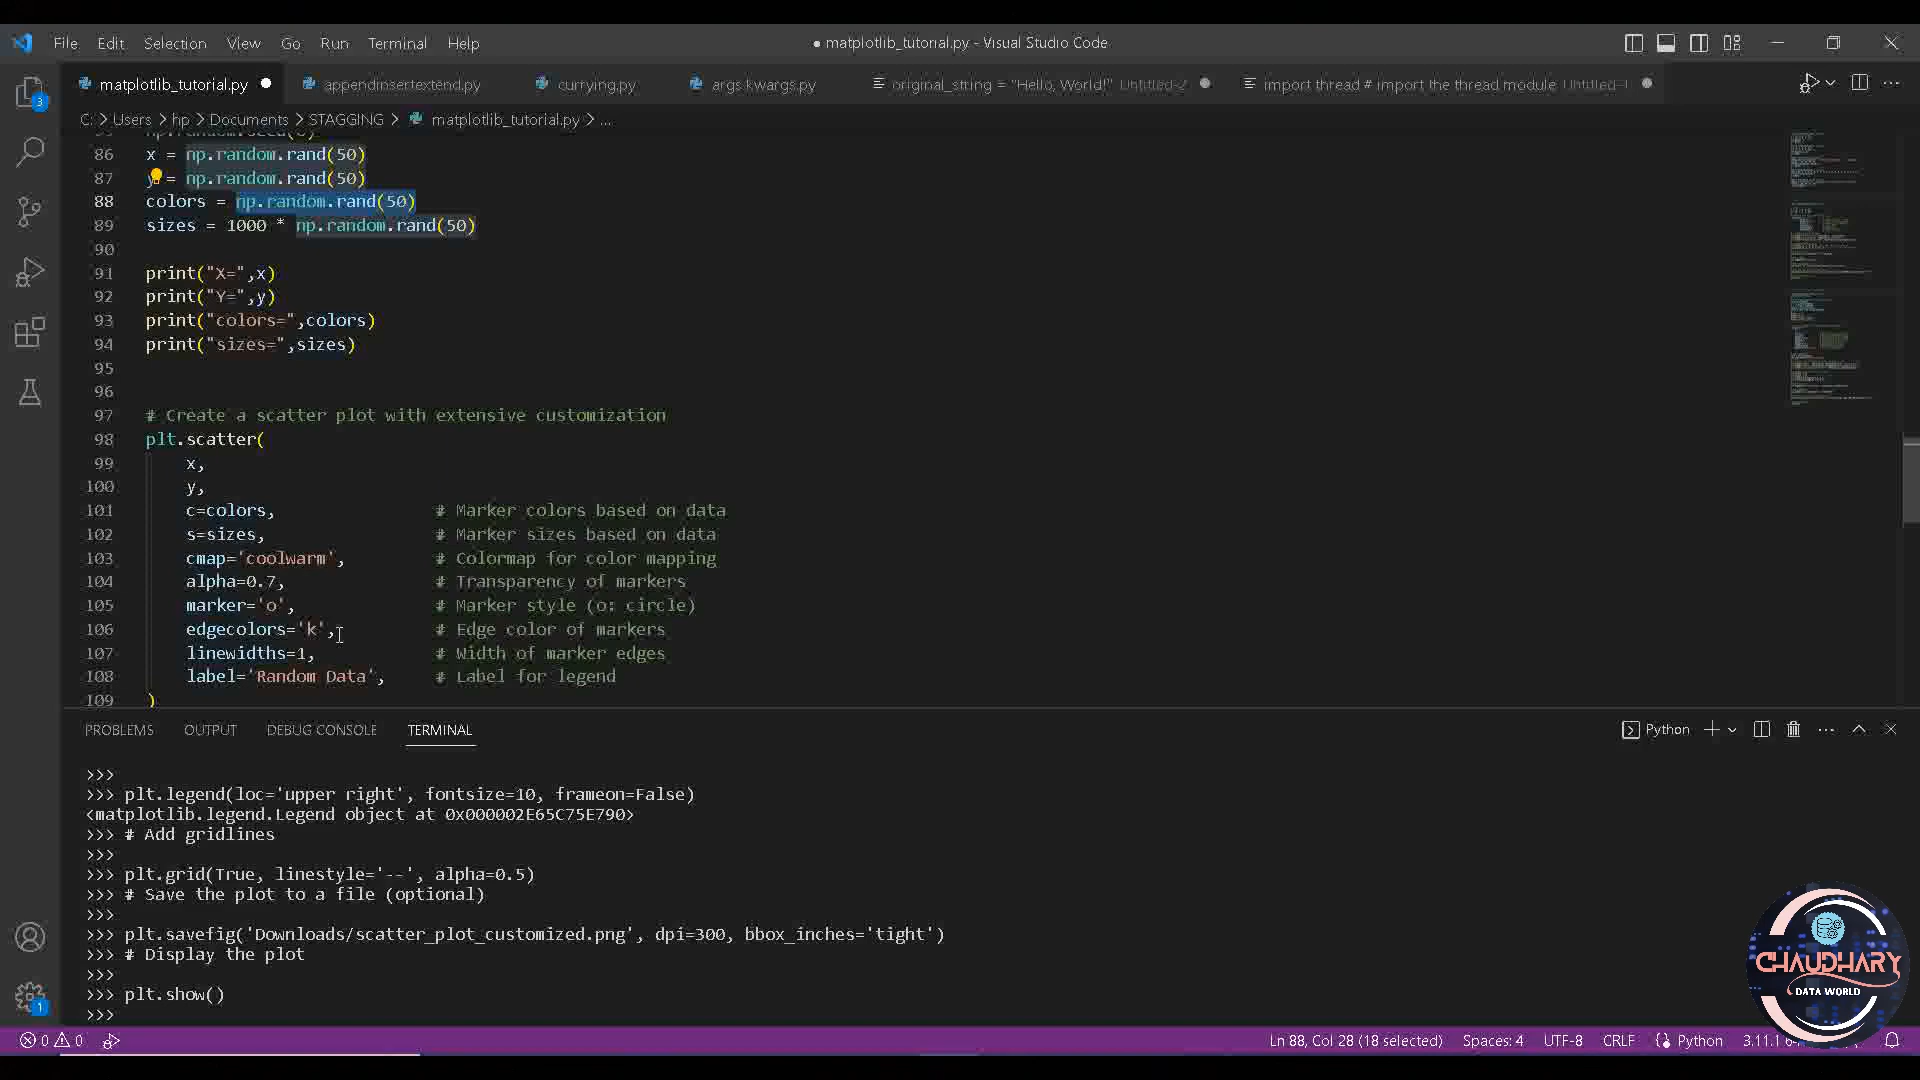 File Edit Selection View Go Run Terminal Help
● matplotlib_tutorial.py - Visual Studio Code
matplotlib_tutorial.py appendinsertextend.py currying.py args kwargs.py original_string = "Hello, World!" Untitled-2 import thread # import the thread module Untitled-1
C: > Users > hp > Documents > STAGGING > matplotlib_tutorial.py > ...
86 x = np.random.rand(50)
87 y = np.random.rand(50)
88 colors = np.random.rand(50)
89 sizes = 1000 * np.random.rand(50)
90
91 print("X=",x)
92 print("Y=",y)
93 print("colors=",colors)
94 print("sizes=",sizes)
95
96
97 # Create a scatter plot with extensive customization
98 plt.scatter(
99 x,
100 y,
101 c=colors, # Marker colors based on data
102 s=sizes, # Marker sizes based on data
103 cmap='coolwarm', # Colormap for color mapping
104 alpha=0.7, # Transparency of markers
105 marker='o', # Marker style (o: circle)
106 edgecolors='k', # Edge color of markers
107 linewidths=1, # Width of marker edges
108 label='Random Data', # Label for legend
109 )
PROBLEMS OUTPUT DEBUG CONSOLE TERMINAL
Python
>>>
>>> plt.legend(loc='upper right', fontsize=10, frameon=False)
<matplotlib.legend.Legend object at 0x000002E65C75E790>
>>> # Add gridlines
>>>
>>> plt.grid(True, linestyle='--', alpha=0.5)
>>> # Save the plot to a file (optional)
>>>
>>> plt.savefig('Downloads/scatter_plot_customized.png', dpi=300, bbox_inches='tight')
>>> # Display the plot
>>>
>>> plt.show()
>>>
CHAUDHARY
DATA WORLD
3
1
0 0
Ln 88, Col 28 (18 selected) Spaces: 4 UTF-8 CRLF Python 3.11.1